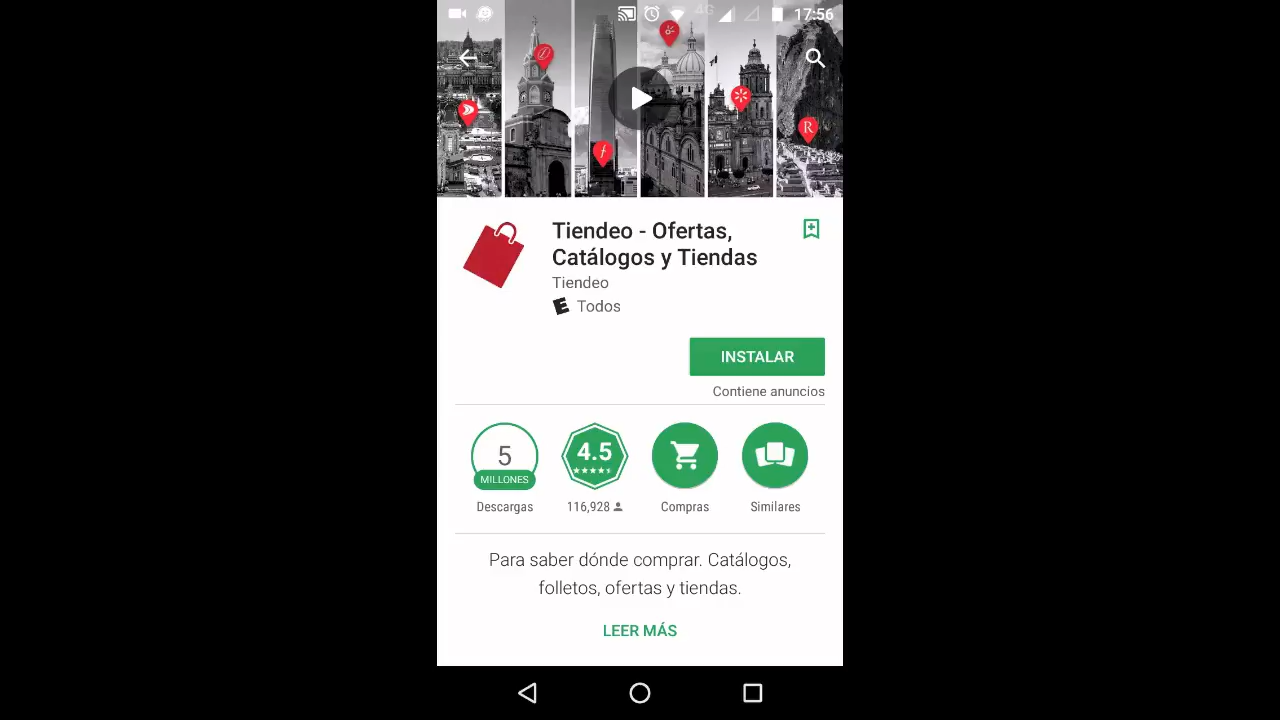 4G 17:56
R
Tiendeo - Ofertas,
Catálogos y Tiendas
Tiendeo
E Todos
INSTALAR
Contiene anuncios
5
MILLONES
Descargas
4.5
116,928
Compras
Similares
Para saber dónde comprar. Catálogos,
folletos, ofertas y tiendas.
LEER MÁS